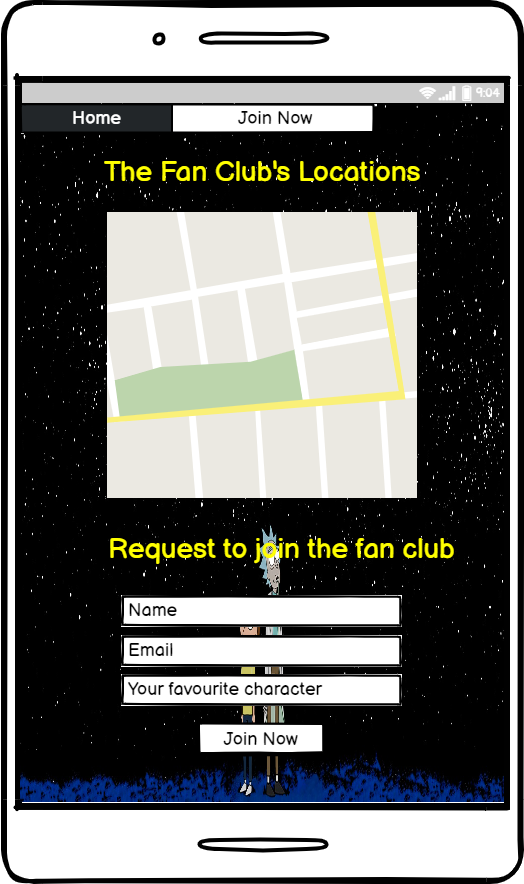 9:04
Home
Join Now
The Fan Club's Locations
Request to join the fan club
Name
Email
Your favourite character
Join Now